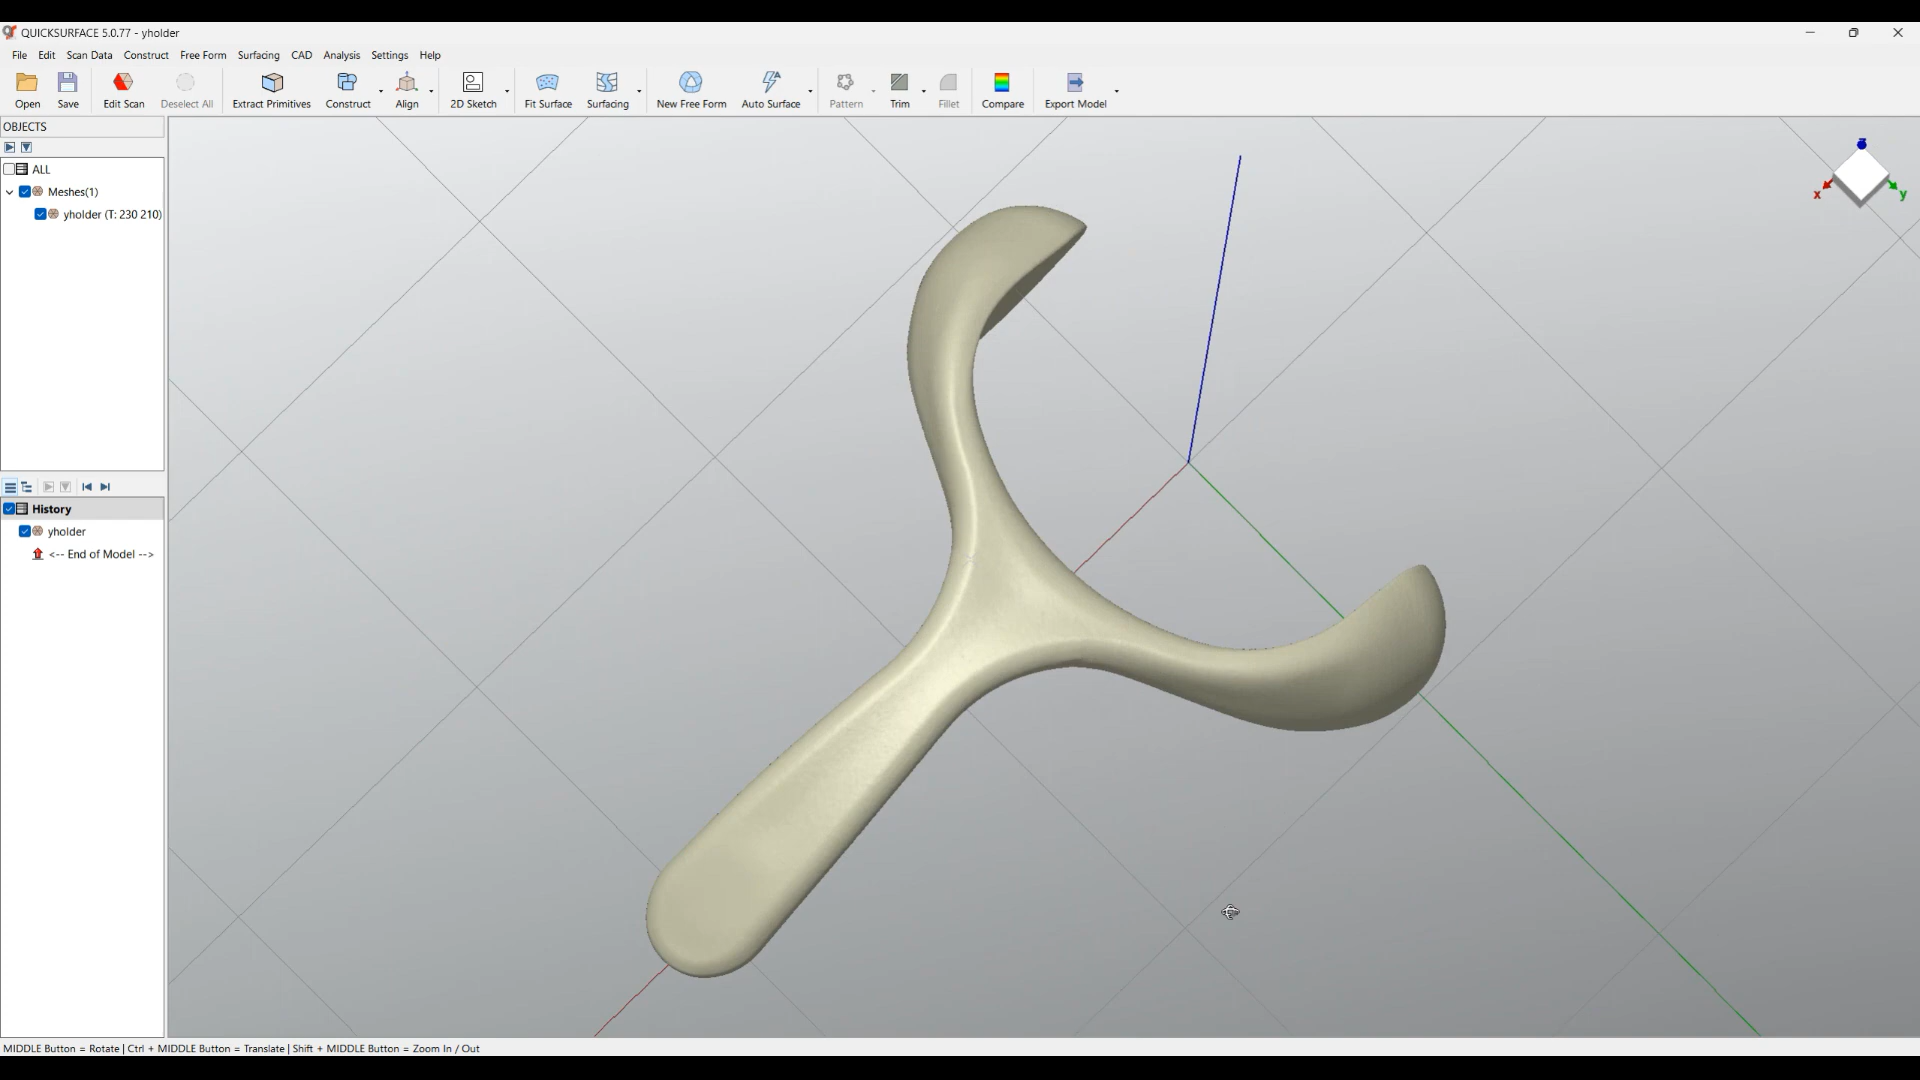 QUICKSURFACE 5.0.77 - yholder
File Edit Scan Data Construct Free Form Surfacing CAD Analysis Settings Help
Open Save Edit Scan Deselect All Extract Primitives Construct Align 2D Sketch Fit Surface Surfacing New Free Form Auto Surface Pattern Trim Fillet Compare Export Model
OBJECTS
ALL
Meshes(1)
yholder (T: 230 210)
History
yholder
<-- End of Model -->
z
x
y
MIDDLE Button = Rotate | Ctrl + MIDDLE Button = Translate | Shift + MIDDLE Button = Zoom In / Out